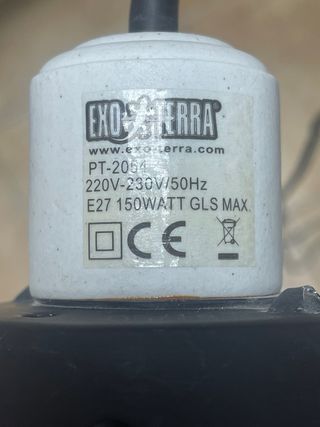 EXO TERRA®
www.exo-terra.com
PT-2054
220V-230V/50Hz
E27 150WATT GLS MAX.
CE